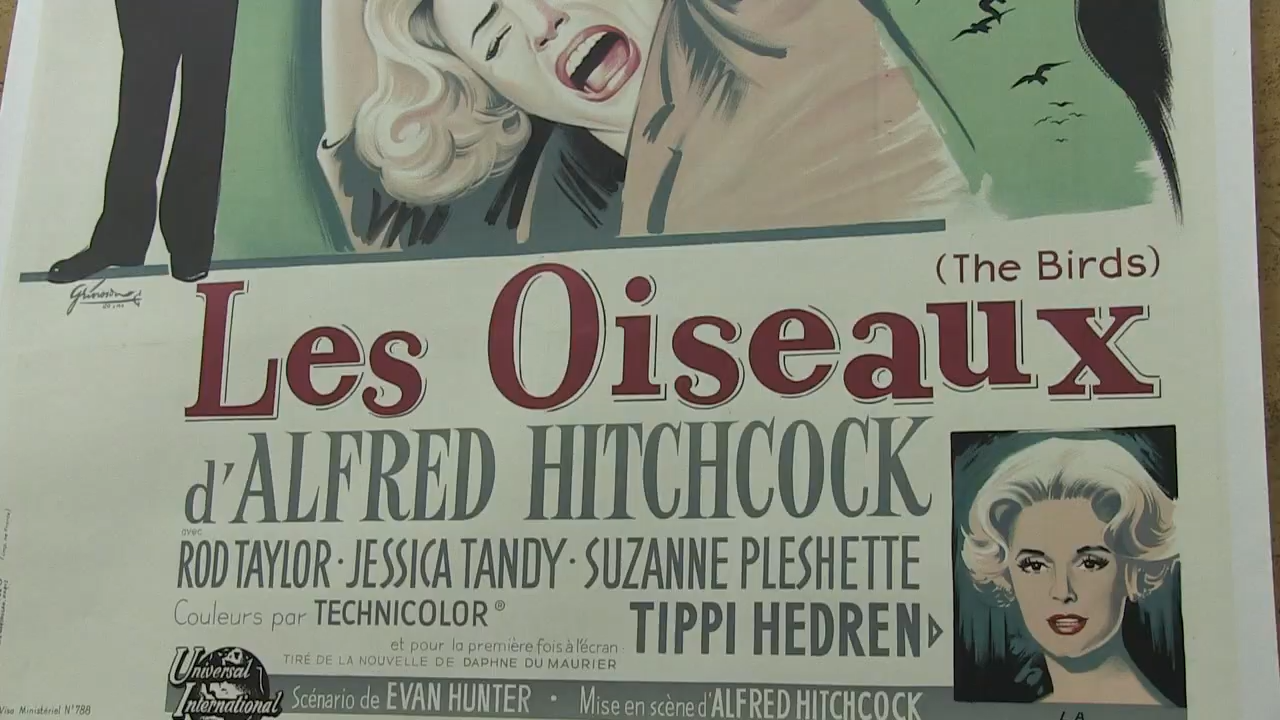 (The Birds)
Grinsson
Les Oiseaux
d'ALFRED HITCHCOCK
avec
ROD TAYLOR · JESSICA TANDY · SUZANNE PLESHETTE
Couleurs par TECHNICOLOR®
TIPPI HEDREN
et pour la première fois à l'écran :
TIRÉ DE LA NOUVELLE DE DAPHNE DU MAURIER
Universal
International
Scénario de EVAN HUNTER · Mise en scène d'ALFRED HITCHCOCK
Visa Ministériel N° 788